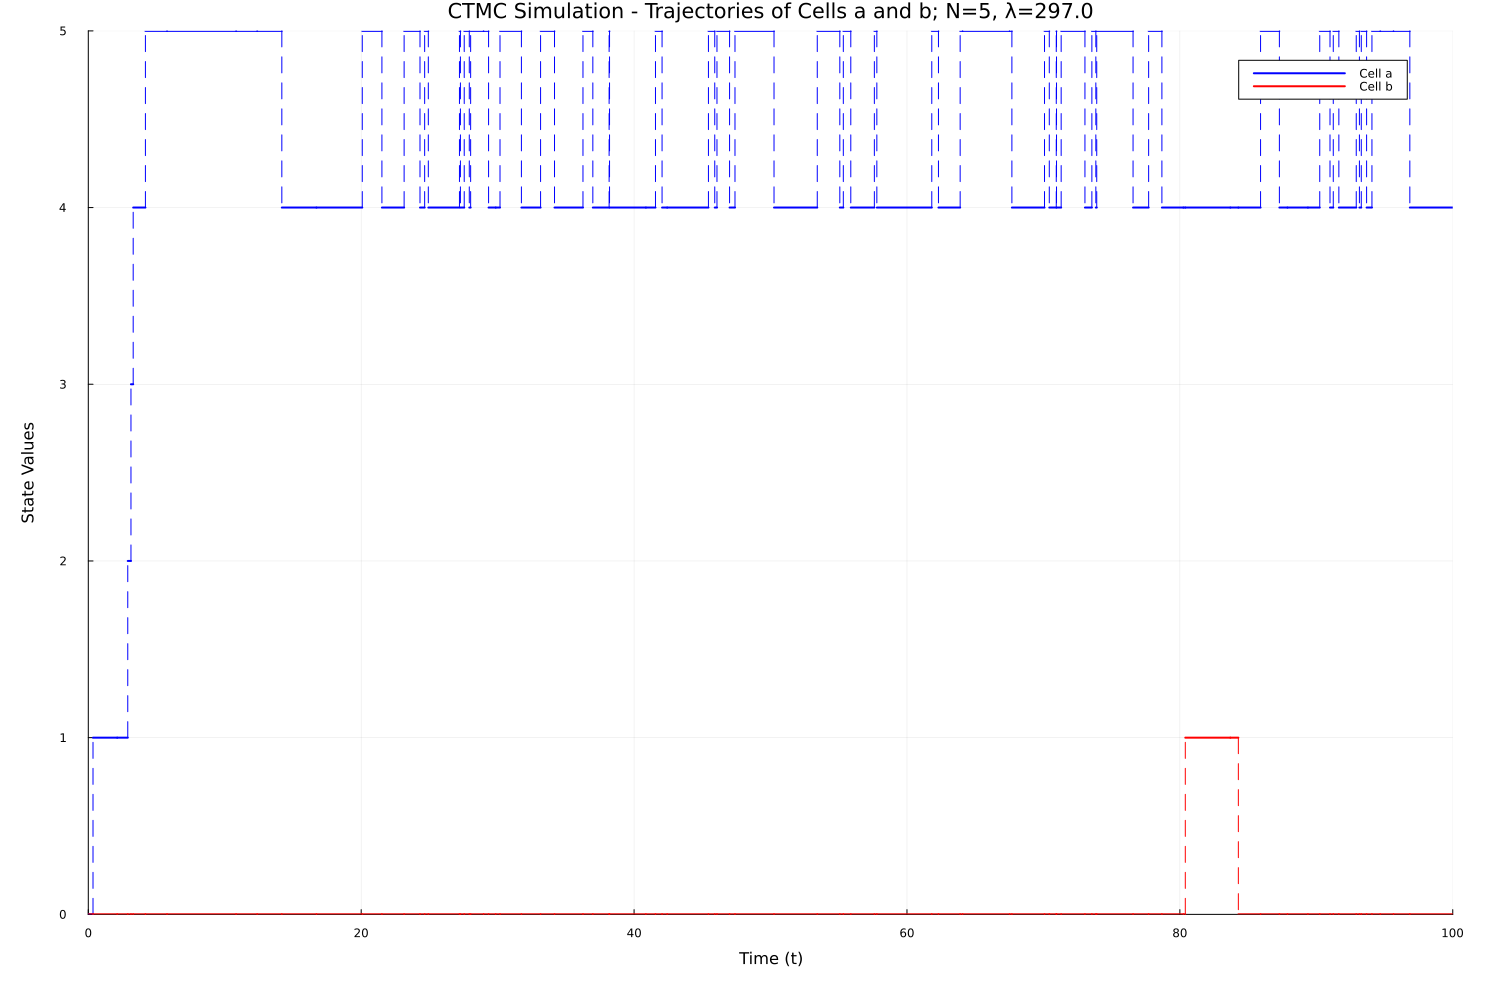 CTMC Simulation - Trajectories of Cells a and b; N=5, λ=297.0
5
Cell a
Cell b
4
3
State Values
2
1
0
0 20 40 60 80 100
Time (t)